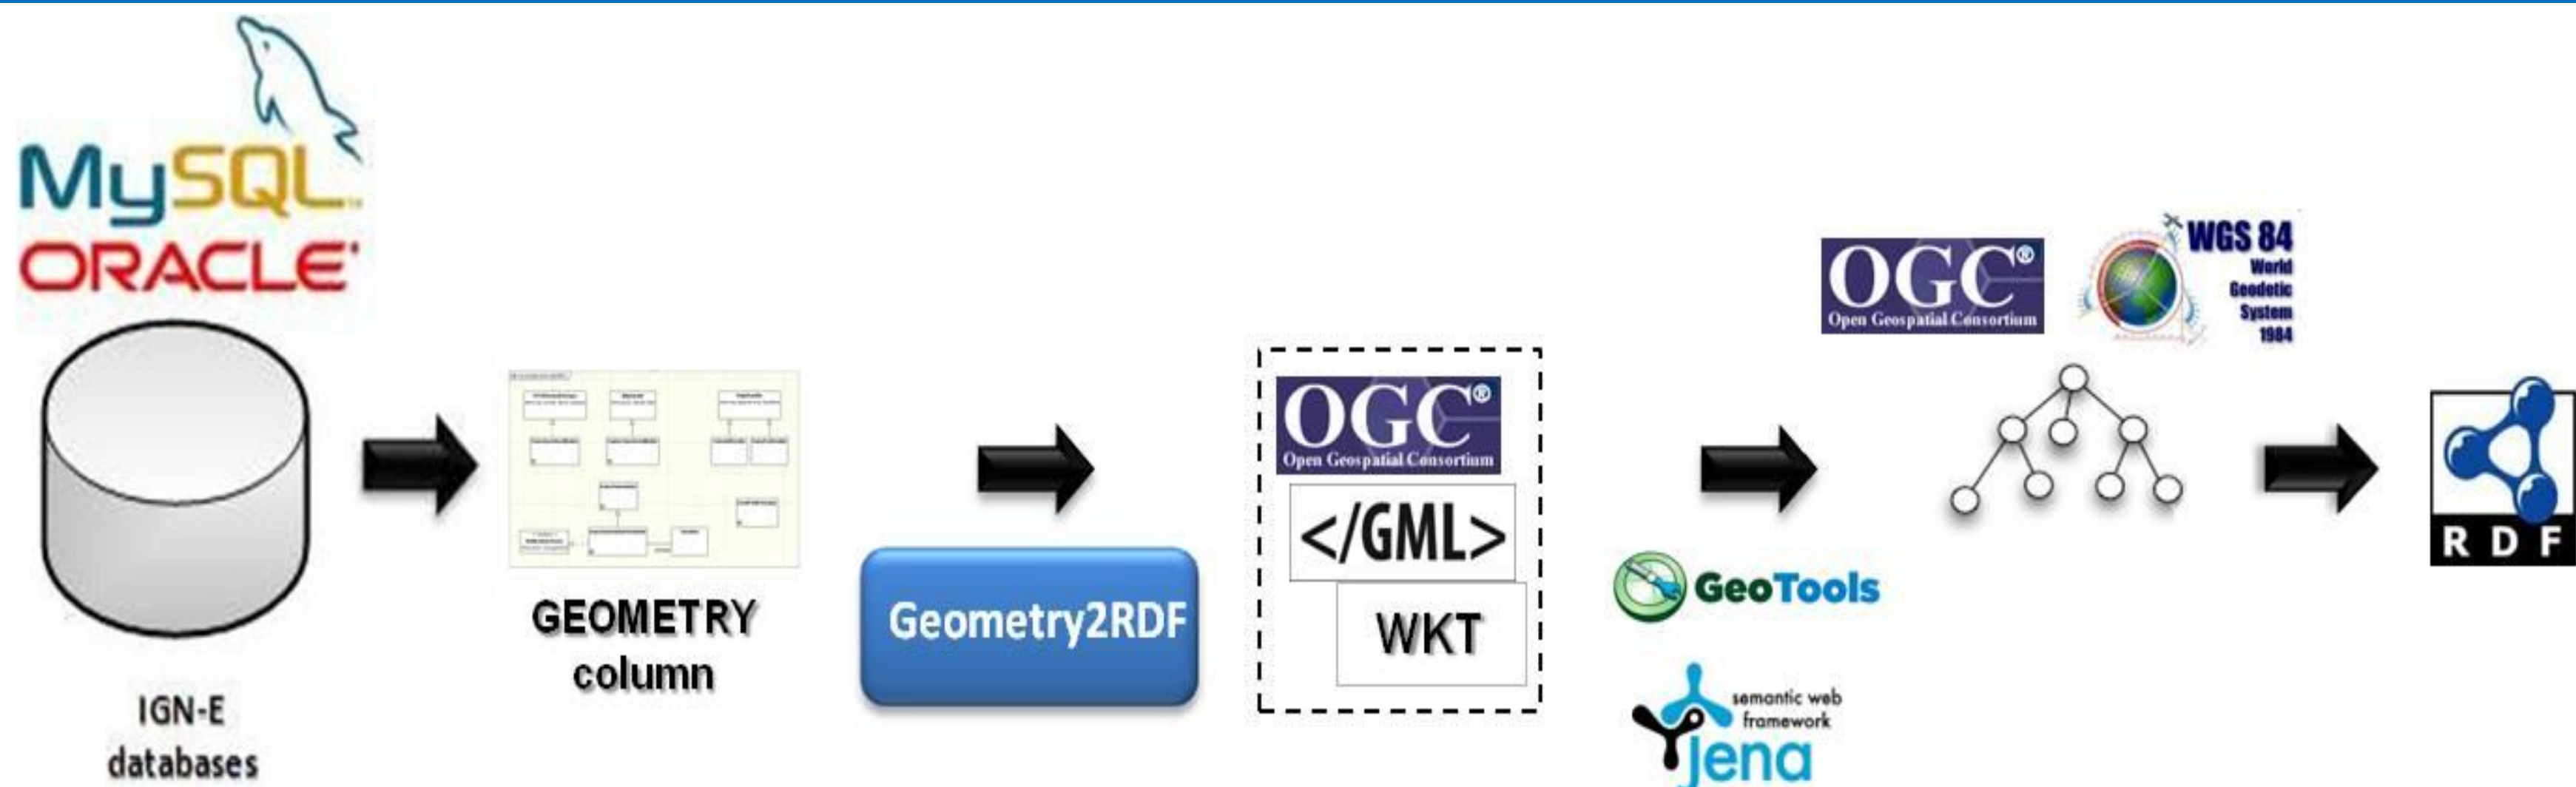 MySQL
ORACLE
IGN-E
databases
GEOMETRY
column
Geometry2RDF
OGC®
Open Geospatial Consortium
</GML>
WKT
GeoTools
semantic web
framework
jena
OGC®
Open Geospatial Consortium
WGS 84
World
Geodetic
System
1984
RDF